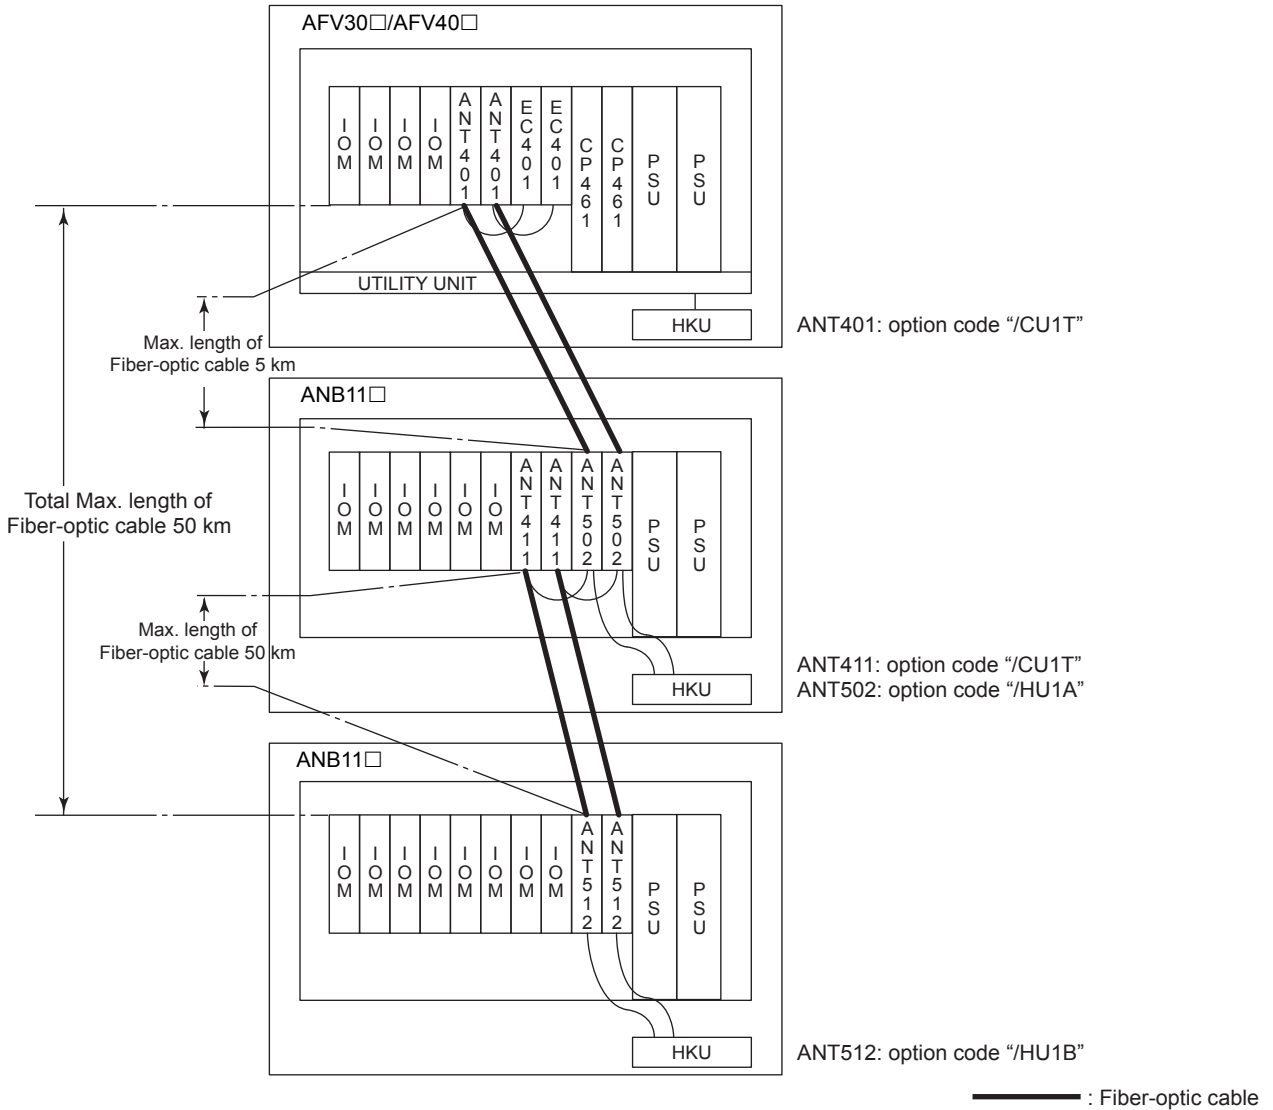 AFV30□/AFV40□
IOM
IOM
IOM
IOM
ANT401
ANT401
EC401
EC401
CP461
CP461
PSU
PSU
UTILITY UNIT
HKU
ANT401: option code “/CU1T”
Max. length of
Fiber-optic cable 5 km
ANB11□
IOM
IOM
IOM
IOM
IOM
IOM
ANT411
ANT411
ANT502
ANT502
PSU
PSU
Total Max. length of
Fiber-optic cable 50 km
Max. length of
Fiber-optic cable 50 km
HKU
ANT411: option code “/CU1T”
ANT502: option code “/HU1A”
ANB11□
IOM
IOM
IOM
IOM
IOM
IOM
IOM
IOM
ANT512
ANT512
PSU
PSU
HKU
ANT512: option code “/HU1B”
: Fiber-optic cable